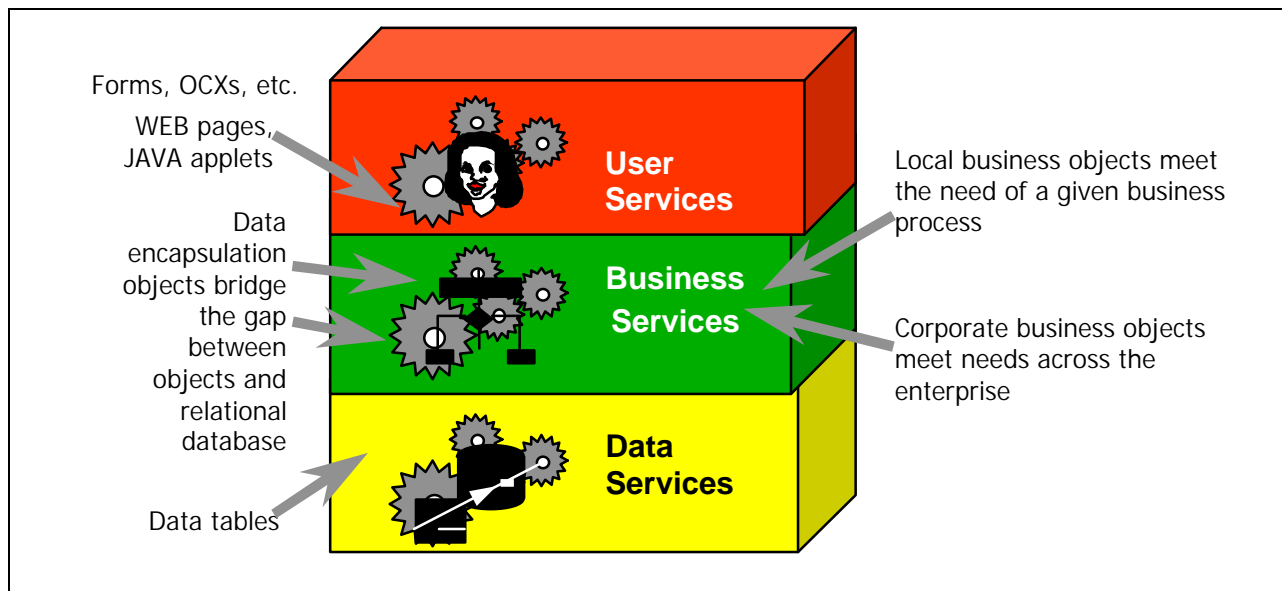 Forms, OCXs, etc.
WEB pages,
JAVA applets
Data
encapsulation
objects bridge
the gap
between
objects and
relational
database
Data tables
User
Services
Business
Services
Data
Services
Local business objects meet
the need of a given business
process
Corporate business objects
meet needs across the
enterprise